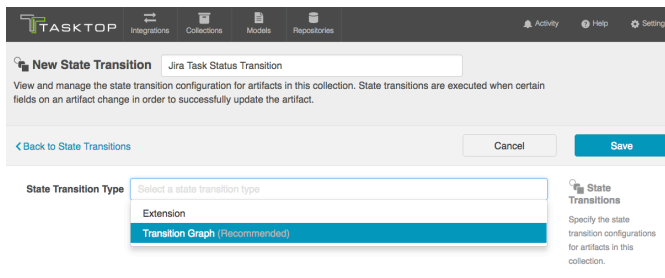 TASKTOP
Integrations
Collections
Models
Repositories
Activity
Help
Setting
New State Transition
Jira Task Status Transition
View and manage the state transition configuration for artifacts in this collection. State transitions are executed when certain
fields on an artifact change in order to successfully update the artifact.
Back to State Transitions
Cancel
Save
State Transition Type
Select a state transition type
Extension
Transition Graph (Recommended)
State
Transitions
Specify the state
transition configurations
for artifacts in this
collection.